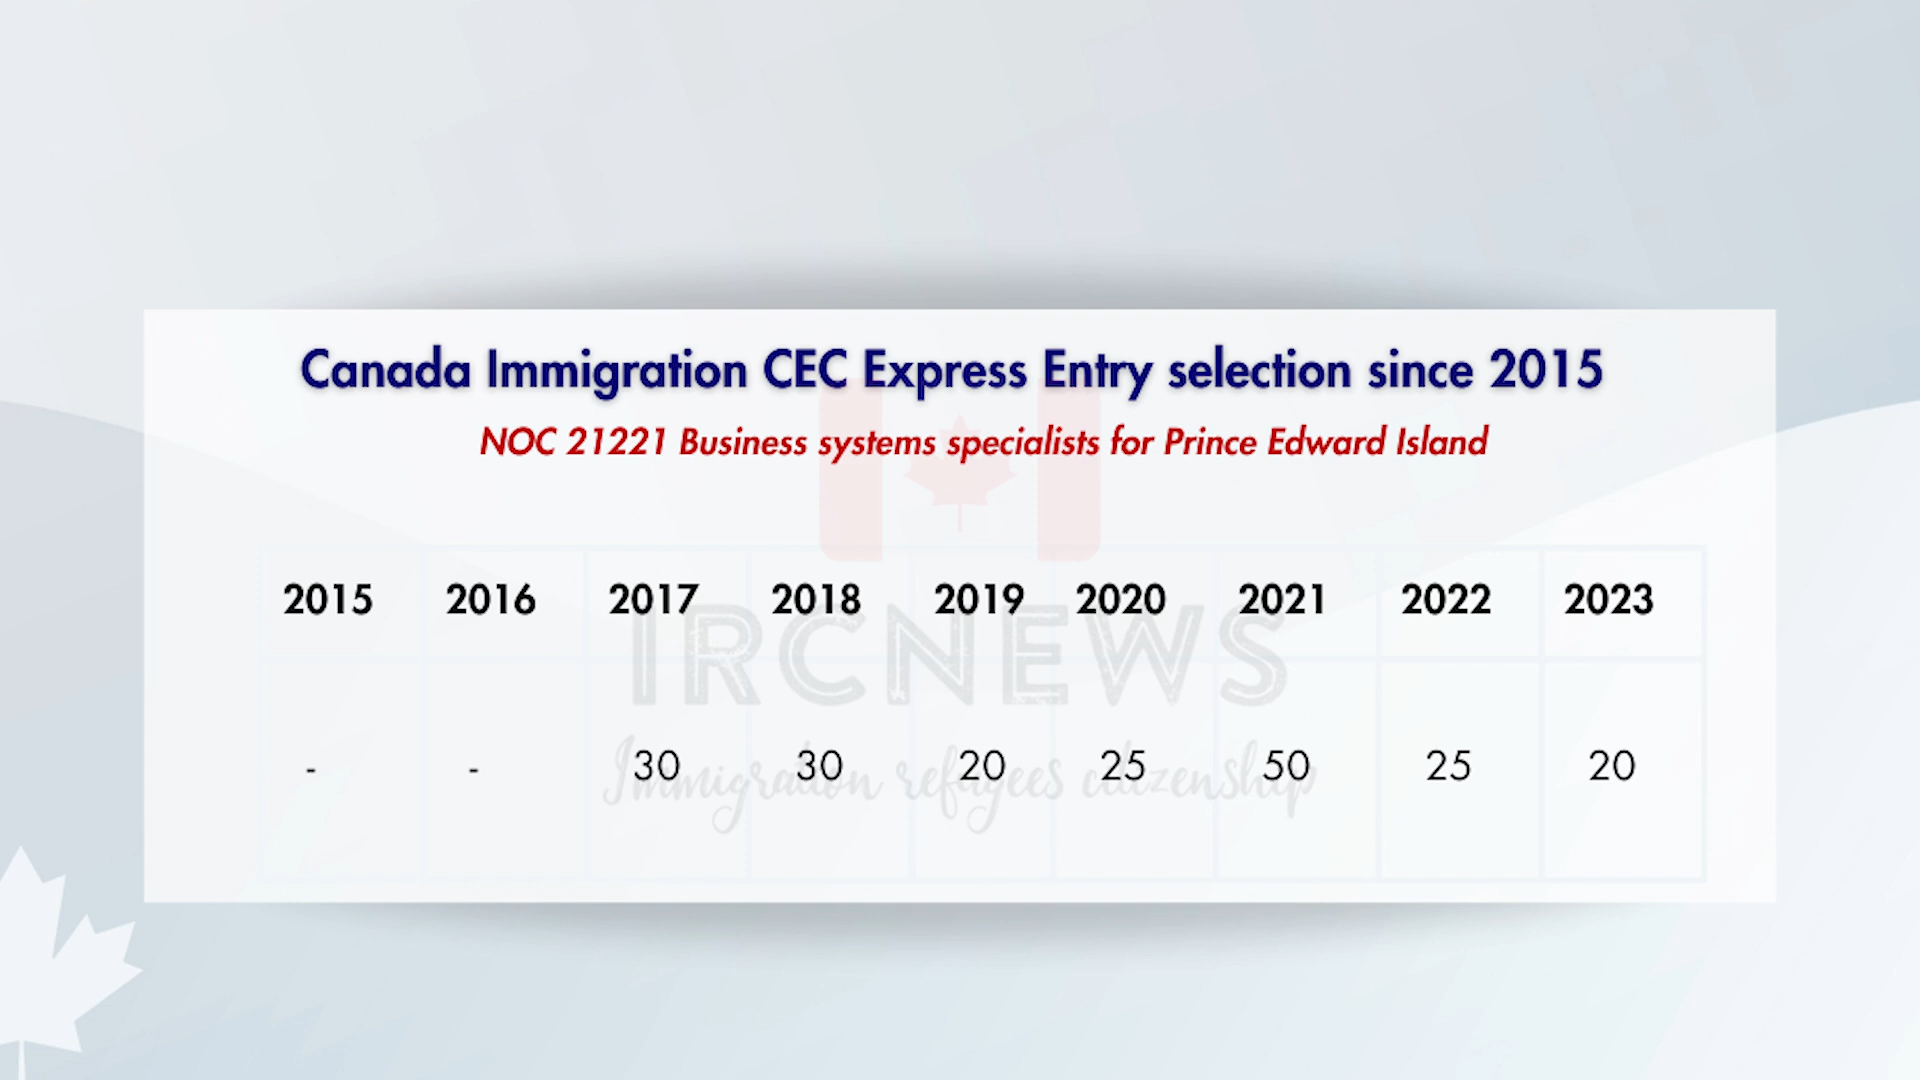 Canada Immigration CEC Express Entry selection since 2015
NOC 21221 Business systems specialists for Prince Edward Island
2015 2016 2017 2018 2019 2020 2021 2022 2023
IRCNEWS
- - 30 30 20 25 50 25 20
Immigration refugees citizenship